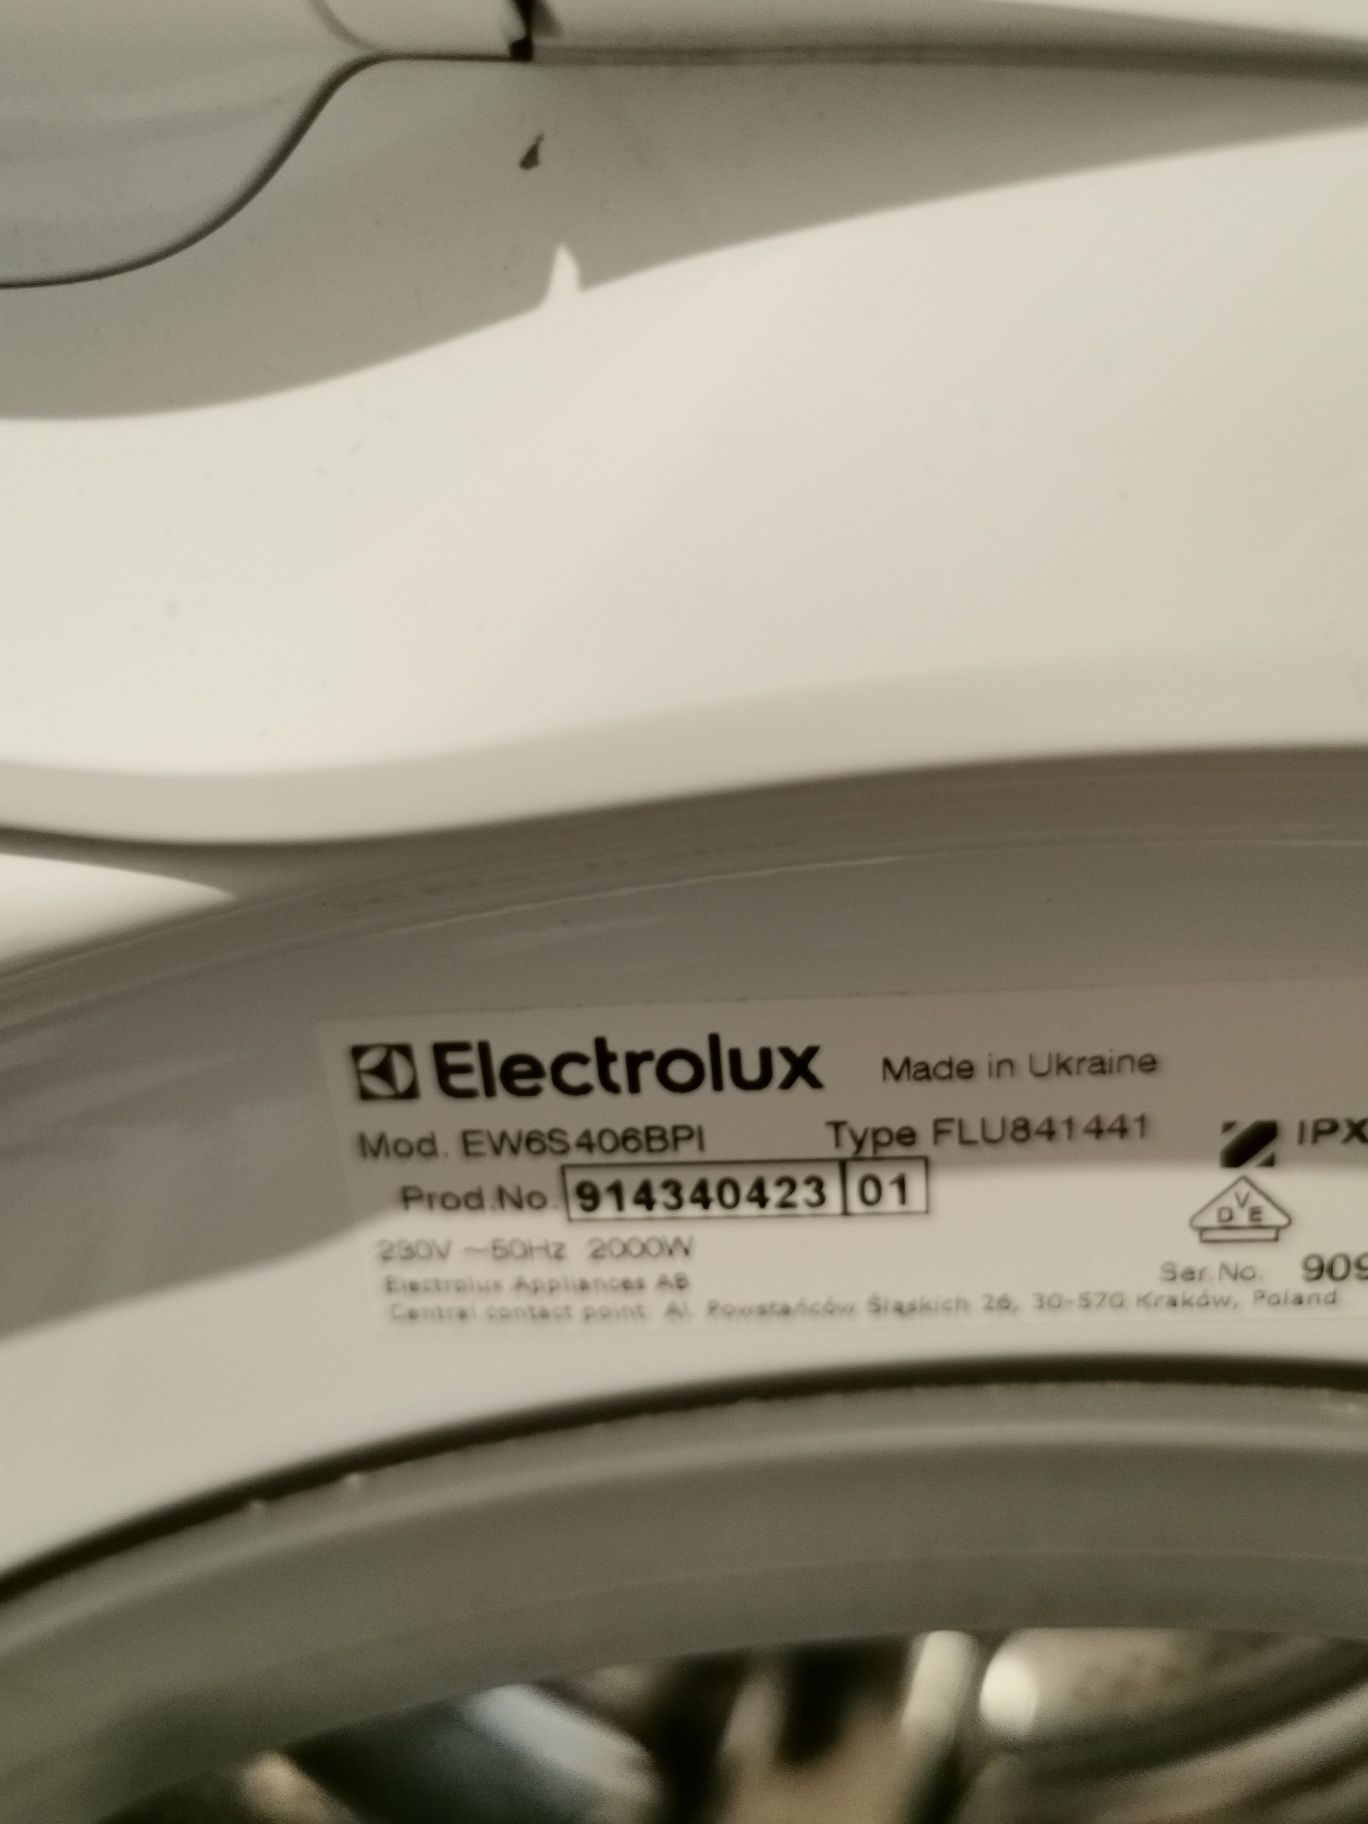 Electrolux Made in Ukraine
Mod. EW6S406BPI Type FLU841441 IPX
Prod.No. 914340423 01
DVE
230V ~50Hz 2000W
Ser.No. 909
Electrolux Appliances AB
Central contact point: Al. Powstańców Śląskich 26, 30-570 Kraków, Poland